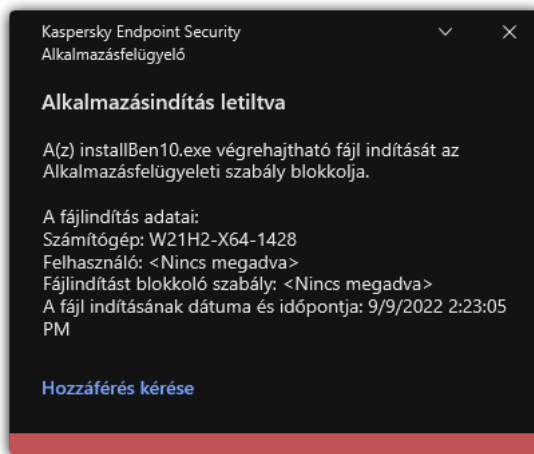 Kaspersky Endpoint Security
Alkalmazásfelügyelő
Alkalmazásindítás letiltva
A(z) installBen10.exe végrehajtható fájl indítását az
Alkalmazásfelügyeleti szabály blokkolja.
A fájlindítás adatai:
Számítógép: W21H2-X64-1428
Felhasználó: <Nincs megadva>
Fájlindítást blokkoló szabály: <Nincs megadva>
A fájl indításának dátuma és időpontja: 9/9/2022 2:23:05
PM
Hozzáférés kérése